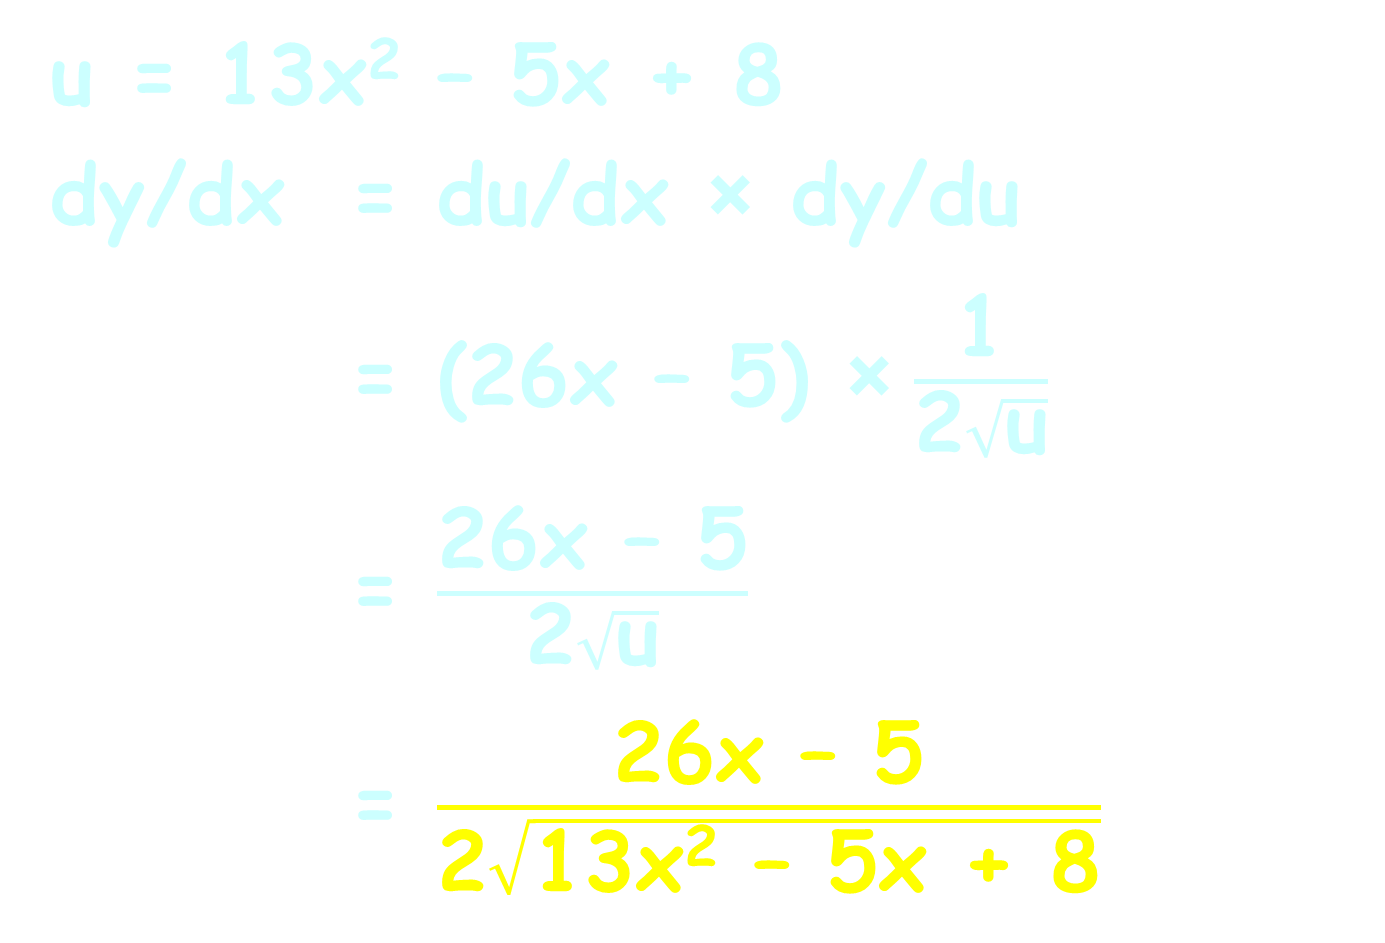 u = 13x² – 5x + 8
dy/dx = du/dx × dy/du
= (26x – 5) × 1/2√u
= 26x – 5/2√u
= 26x – 5/2√13x² – 5x + 8